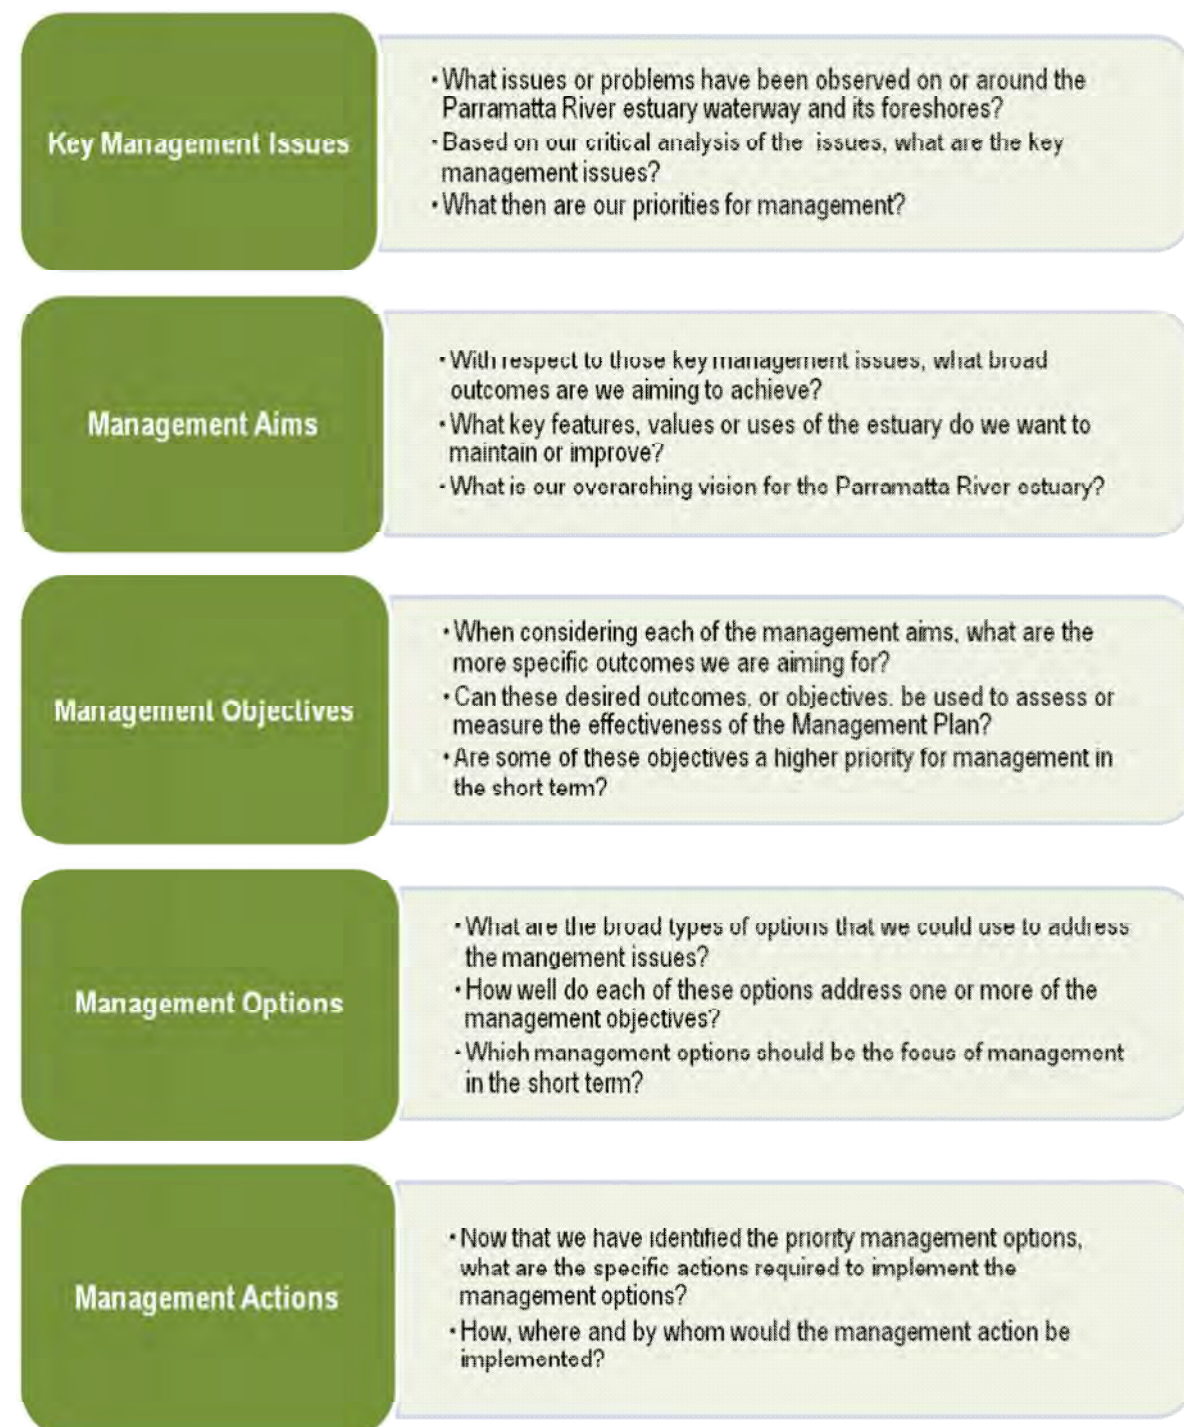 Key Management Issues
• What issues or problems have been observed on or around the
Parramatta River estuary waterway and its foreshores?
• Based on our critical analysis of the issues, what are the key
management issues?
• What then are our priorities for management?
Management Aims
• With respect to those key management issues, what broad
outcomes are we aiming to achieve?
• What key features, values or uses of the estuary do we want to
maintain or improve?
• What is our overarching vision for the Parramatta River estuary?
Management Objectives
• When considering each of the management aims, what are the
more specific outcomes we are aiming for?
• Can these desired outcomes, or objectives, be used to assess or
measure the effectiveness of the Management Plan?
• Are some of these objectives a higher priority for management in
the short term?
Management Options
• What are the broad types of options that we could use to address
the mangement issues?
• How well do each of these options address one or more of the
management objectives?
• Which management options should be the focus of management
in the short term?
Management Actions
• Now that we have identified the priority management options,
what are the specific actions required to implement the
management options?
• How, where and by whom would the management action be
implemented?